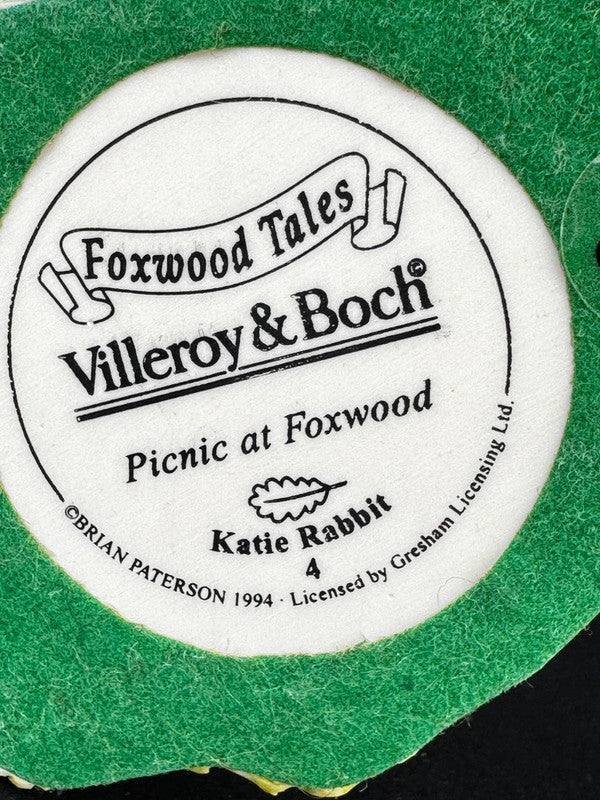 Foxwood Tales
Villeroy & Boch©
Picnic at Foxwood
Katie Rabbit
4
©BRIAN PATERSON 1994 · Licensed by Gresham Licensing Ltd.